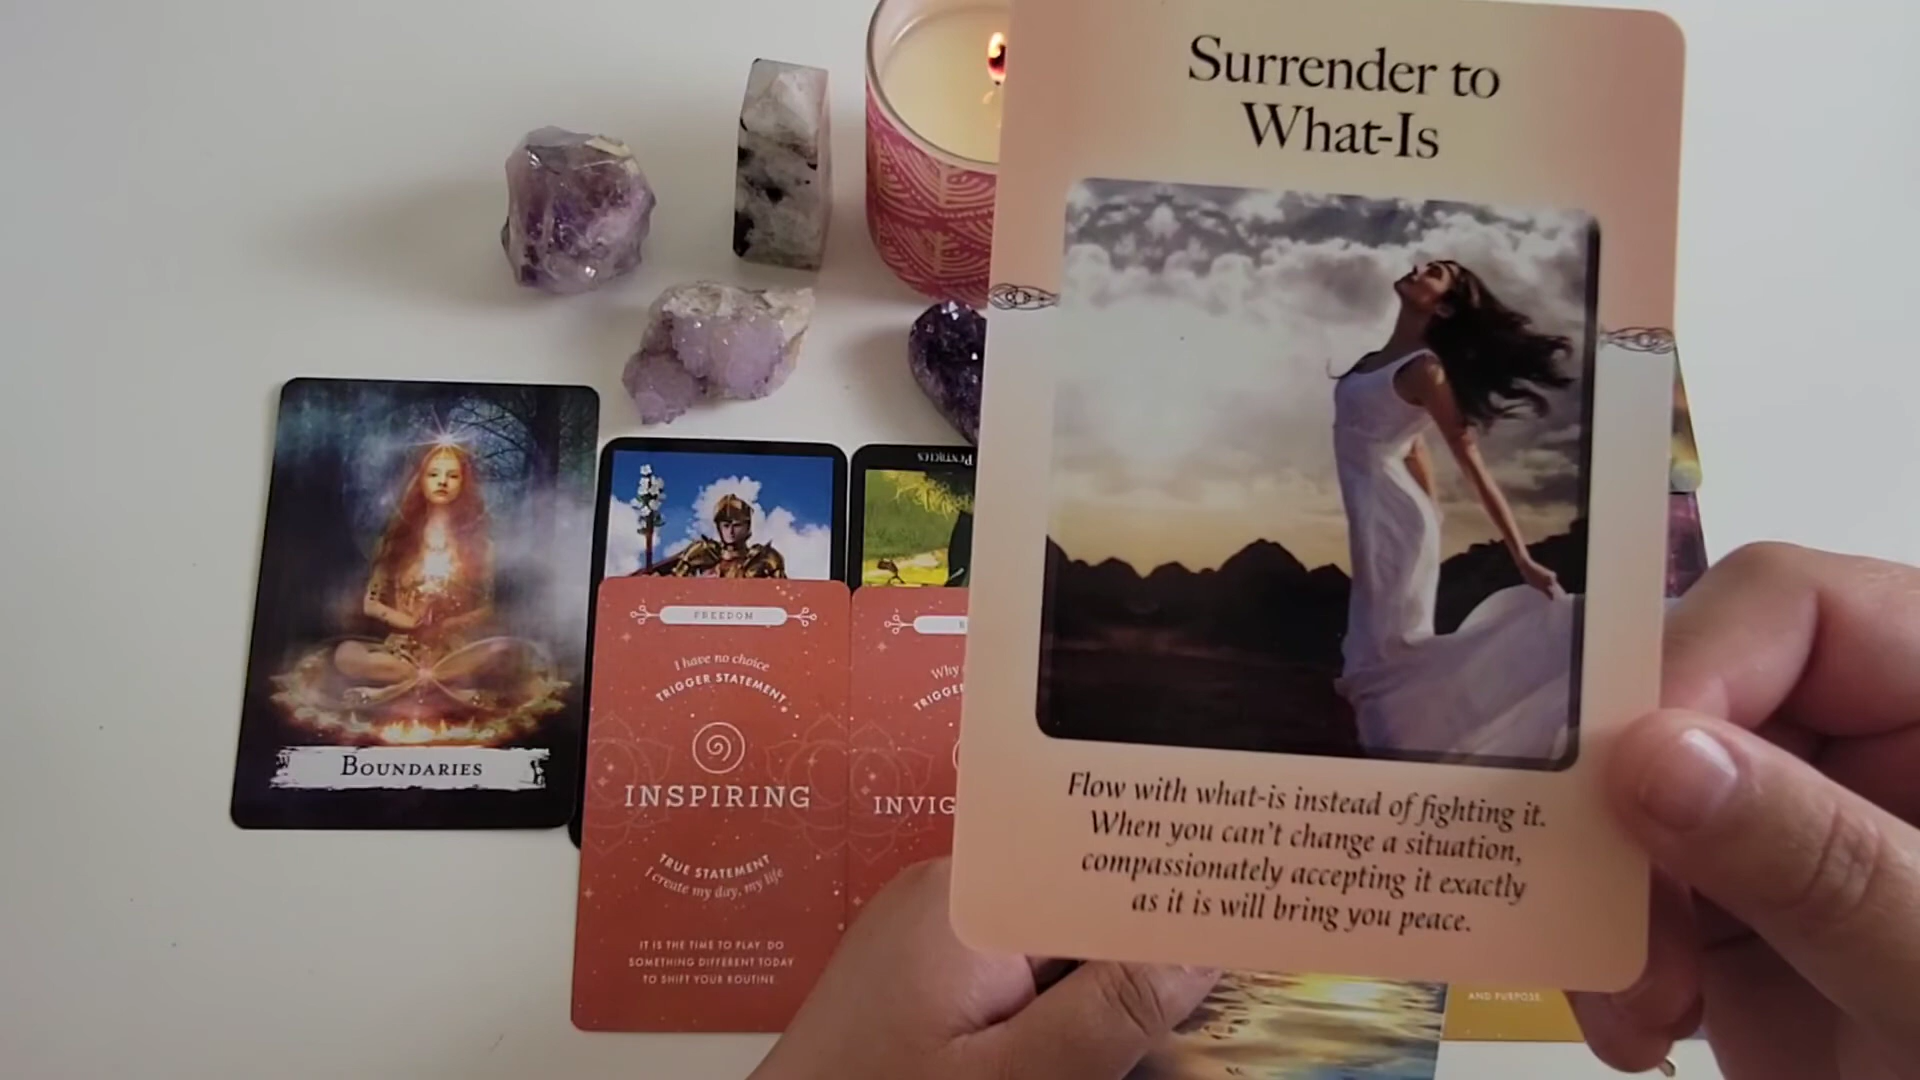 Surrender to
What-Is
Flow with what-is instead of fighting it.
When you can't change a situation,
compassionately accepting it exactly
as it is will bring you peace.
BOUNDARIES
PENTICLES
FREEDOM
I have no choice
TRIGGER STATEMENT
INSPIRING
TRUE STATEMENT
I create my day, my life
IT IS THE TIME TO PLAY. DO
SOMETHING DIFFERENT TODAY
TO SHIFT YOUR ROUTINE.
Why
INVIG
AND PURPOSE.